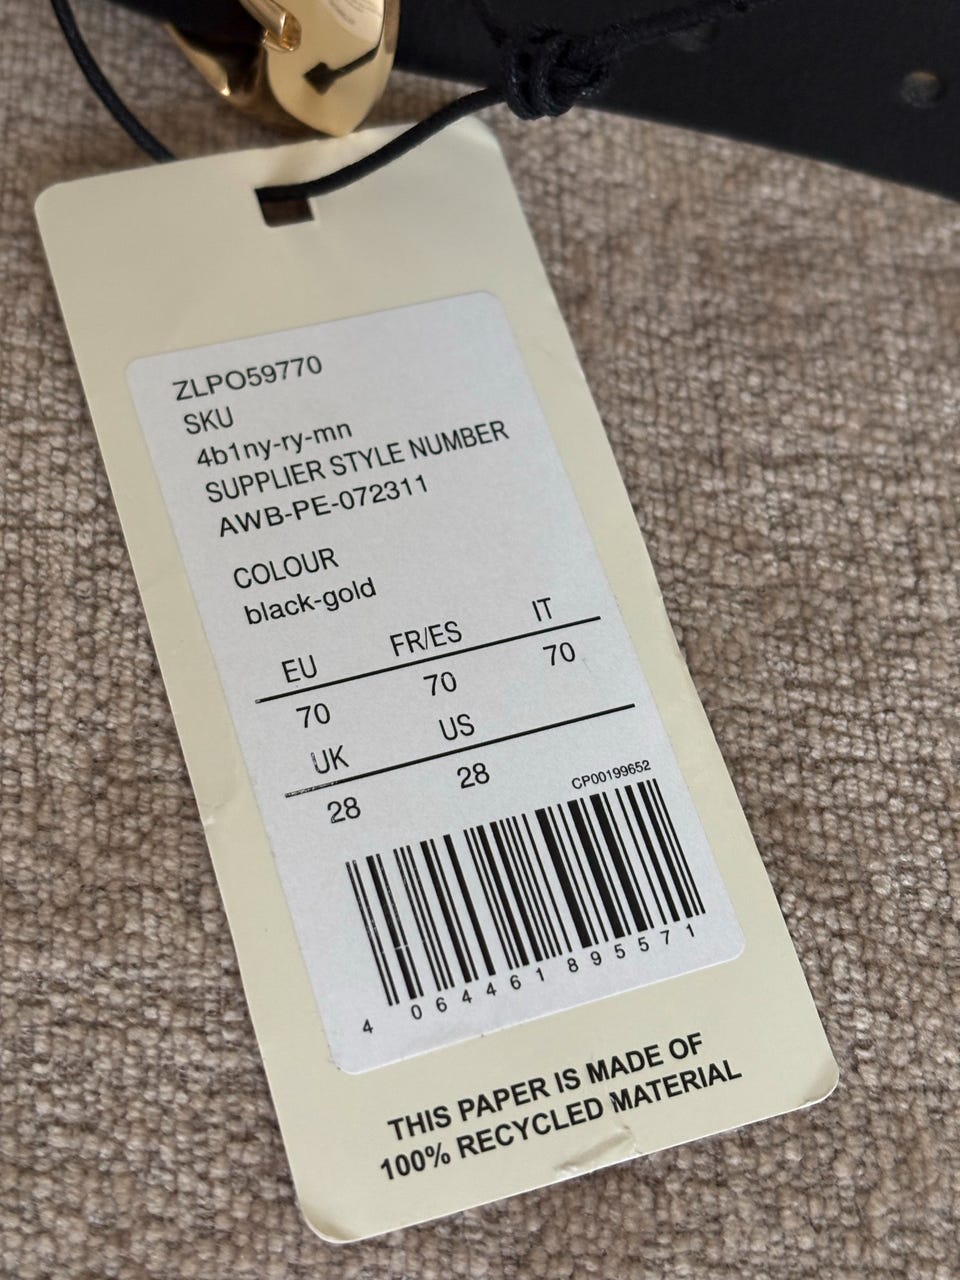 ZLPO59770
SKU
4b1ny-ry-mn
SUPPLIER STYLE NUMBER
AWB-PE-072311
COLOUR
black-gold
EU FR/ES IT
70 70 70
UK US
28 28
CP00199652
4 064461 895571
THIS PAPER IS MADE OF
100% RECYCLED MATERIAL